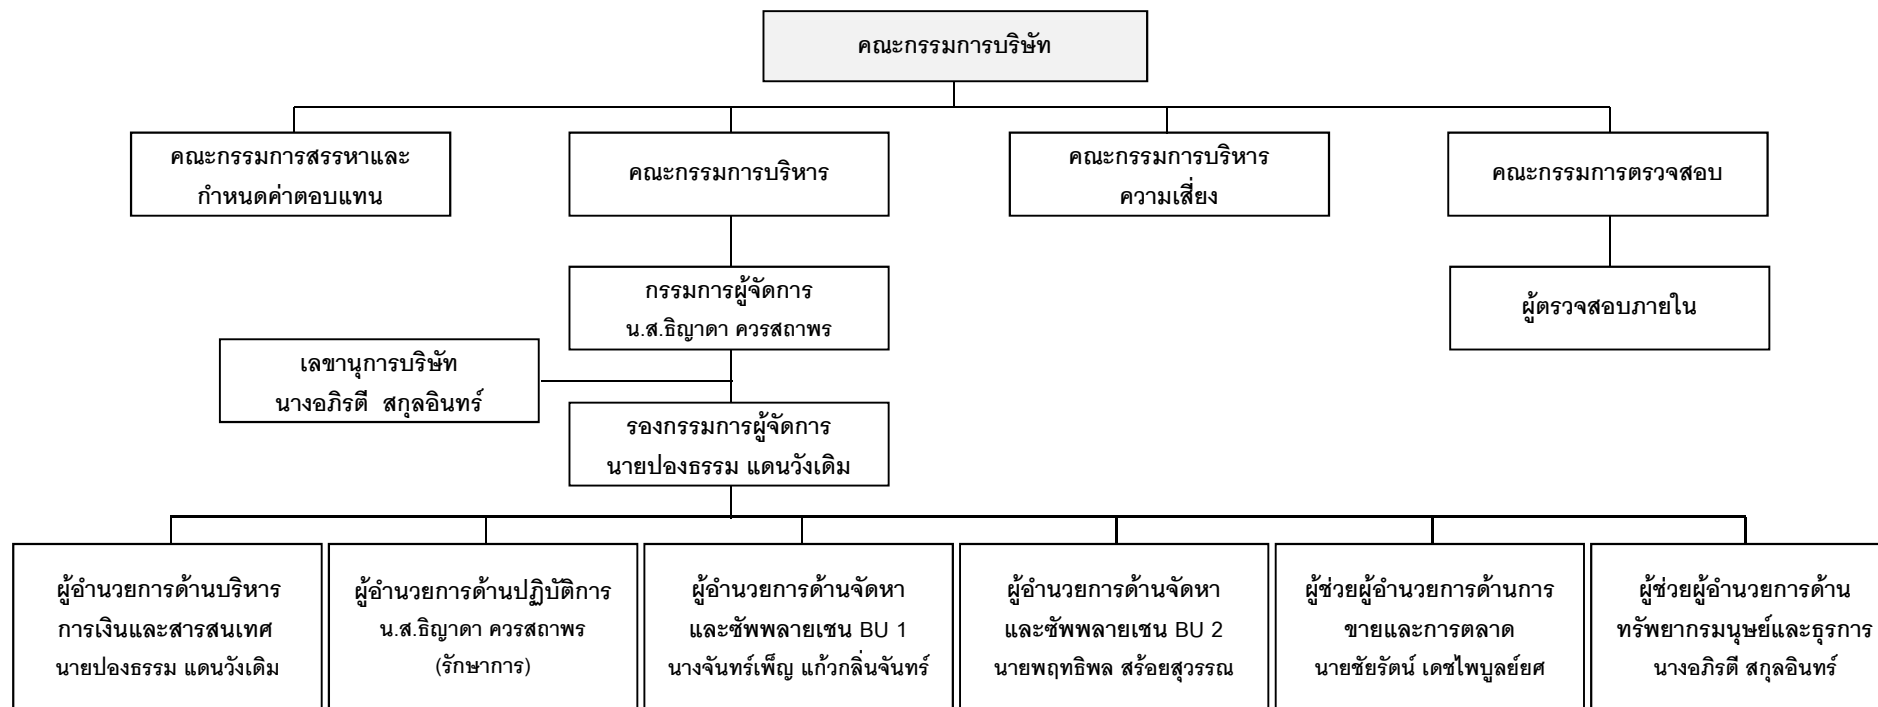 คณะกรรมการบริษัท
คณะกรรมการสรรหาและ
กำหนดค่าตอบแทน
คณะกรรมการบริหาร
คณะกรรมการบริหาร
ความเสี่ยง
คณะกรรมการตรวจสอบ
กรรมการผู้จัดการ
น.ส.ธิญาดา ควรสถาพร
ผู้ตรวจสอบภายใน
เลขานุการบริษัท
นางอภิรตี สกุลอินทร์
รองกรรมการผู้จัดการ
นายปองธรรม แดนวังเดิม
ผู้อำนวยการด้านบริหาร
การเงินและสารสนเทศ
นายปองธรรม แดนวังเดิม
ผู้อำนวยการด้านปฏิบัติการ
น.ส.ธิญาดา ควรสถาพร
(รักษาการ)
ผู้อำนวยการด้านจัดหา
และซัพพลายเชน BU 1
นางจันทร์เพ็ญ แก้วกลิ่นจันทร์
ผู้อำนวยการด้านจัดหา
และซัพพลายเชน BU 2
นายพฤทธิพล สร้อยสุวรรณ
ผู้ช่วยผู้อำนวยการด้านการ
ขายและการตลาด
นายชัยรัตน์ เดชไพบูลย์ยศ
ผู้ช่วยผู้อำนวยการด้าน
ทรัพยากรมนุษย์และธุรการ
นางอภิรตี สกุลอินทร์